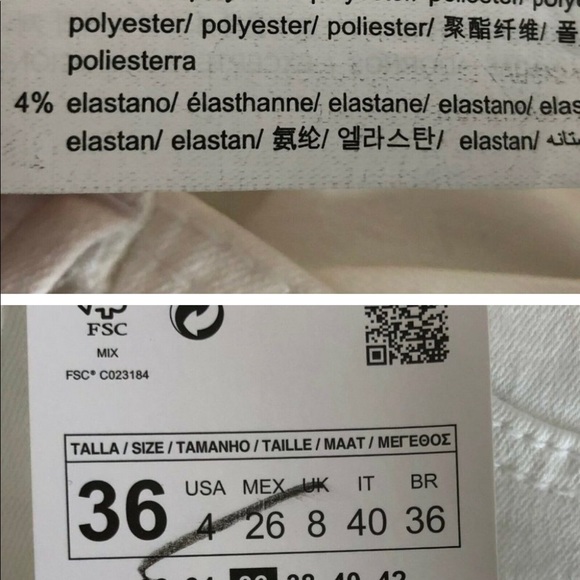 polyester/ polyester/ poliester/ 聚酯纤维/ 폴
poliesterra
4% elastano/ élasthanne/ elastane/ elastano/ elas
elastan/ elastan/ 氨纶/ 엘라스탄/ elastan/
FSC
MIX
FSC® C023184
TALLA / SIZE / TAMANHO / TAILLE / MAAT / ΜΕΓΕΘΟΣ
36 USA MEX UK IT BR
4 26 8 40 36